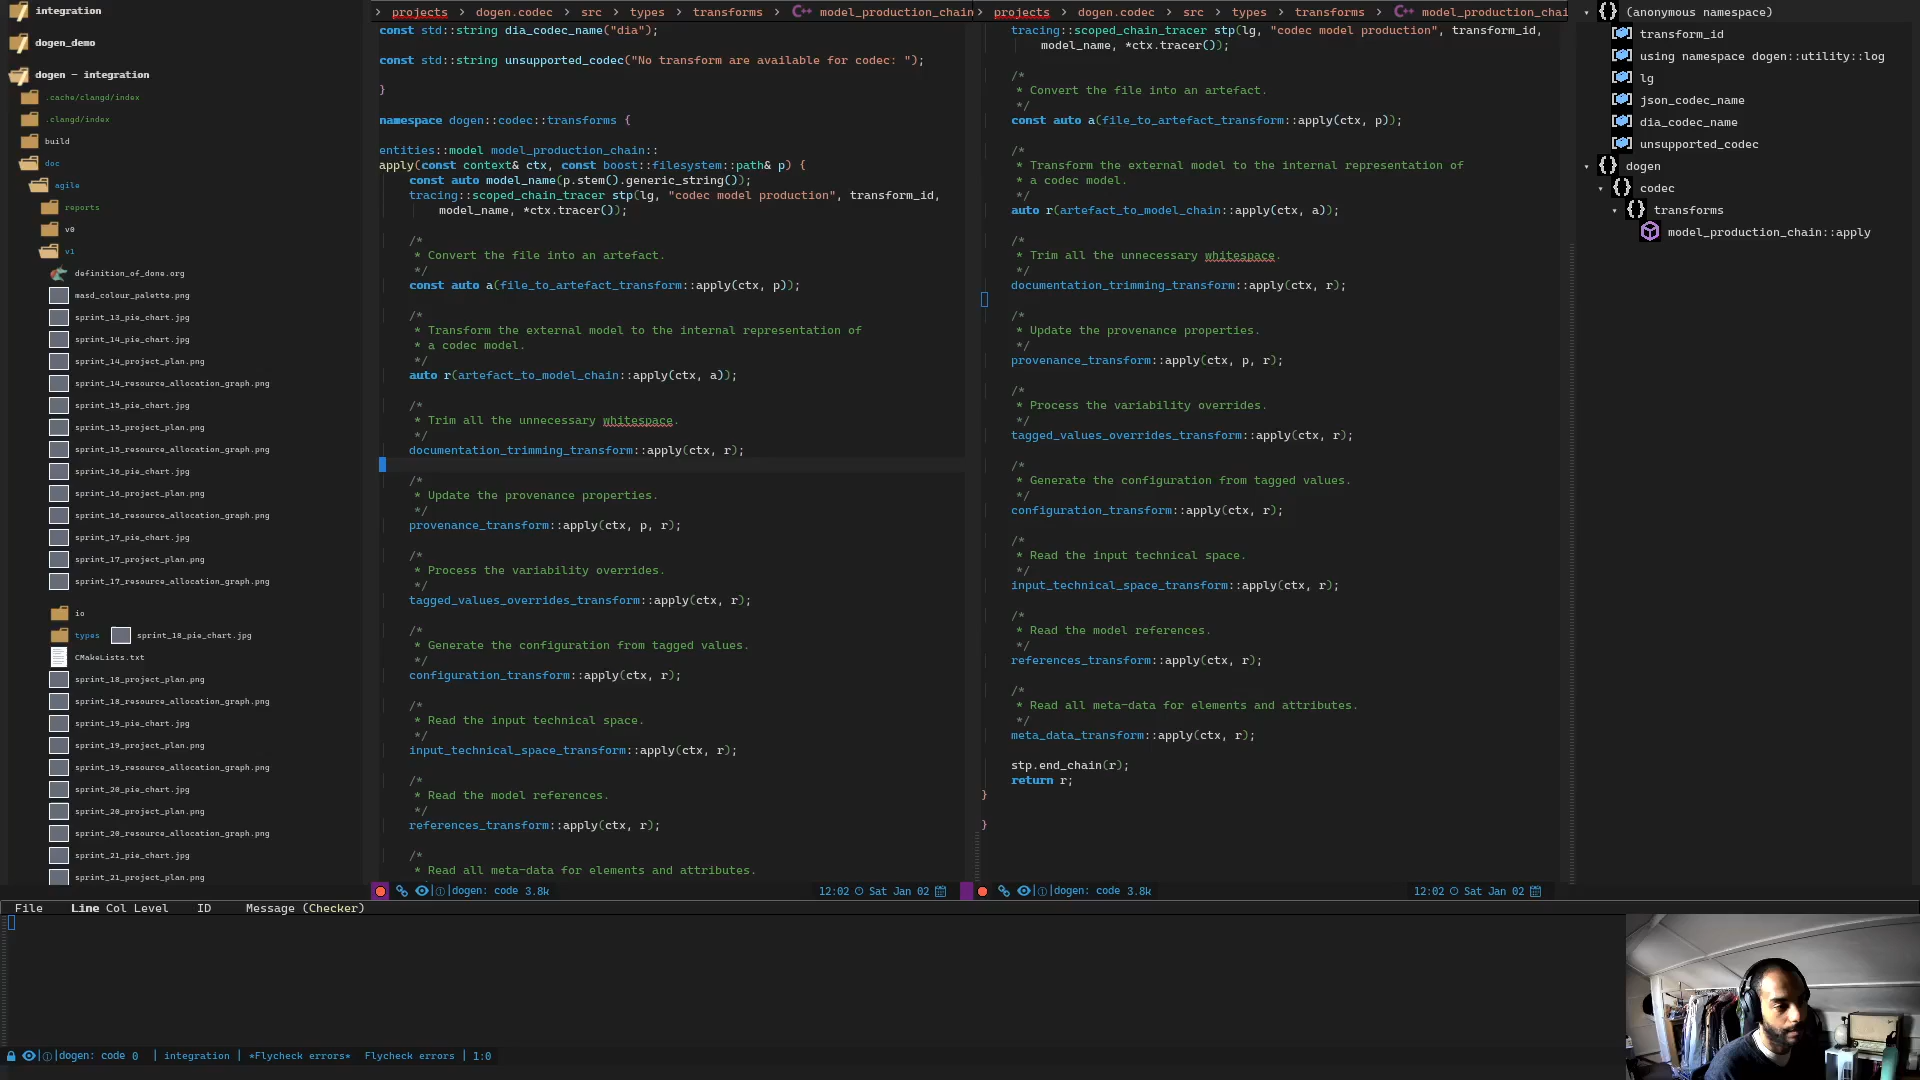 integration
dogen_demo
dogen — integration
.cache/clangd/index
.clangd/index
build
doc
agile
reports
v0
v1
definition_of_done.org
masd_colour_palette.png
sprint_13_pie_chart.jpg
sprint_14_pie_chart.jpg
sprint_14_project_plan.png
sprint_14_resource_allocation_graph.png
sprint_15_pie_chart.jpg
sprint_15_project_plan.png
sprint_15_resource_allocation_graph.png
sprint_16_pie_chart.jpg
sprint_16_project_plan.png
sprint_16_resource_allocation_graph.png
sprint_17_pie_chart.jpg
sprint_17_project_plan.png
sprint_17_resource_allocation_graph.png
io
types sprint_18_pie_chart.jpg
CMakeLists.txt
sprint_18_project_plan.png
sprint_18_resource_allocation_graph.png
sprint_19_pie_chart.jpg
sprint_19_project_plan.png
sprint_19_resource_allocation_graph.png
sprint_20_pie_chart.jpg
sprint_20_project_plan.png
sprint_20_resource_allocation_graph.png
sprint_21_pie_chart.jpg
sprint_21_project_plan.png
> projects > dogen.codec > src > types > transforms > C++ model_production_chain
const std::string dia_codec_name("dia");
const std::string unsupported_codec("No transform are available for codec: ");
}
namespace dogen::codec::transforms {
entities::model model_production_chain::
apply(const context& ctx, const boost::filesystem::path& p) {
const auto model_name(p.stem().generic_string());
tracing::scoped_chain_tracer stp(lg, "codec model production", transform_id,
model_name, *ctx.tracer());
/*
* Convert the file into an artefact.
*/
const auto a(file_to_artefact_transform::apply(ctx, p));
/*
* Transform the external model to the internal representation of
* a codec model.
*/
auto r(artefact_to_model_chain::apply(ctx, a));
/*
* Trim all the unnecessary whitespace.
*/
documentation_trimming_transform::apply(ctx, r);
/*
* Update the provenance properties.
*/
provenance_transform::apply(ctx, p, r);
/*
* Process the variability overrides.
*/
tagged_values_overrides_transform::apply(ctx, r);
/*
* Generate the configuration from tagged values.
*/
configuration_transform::apply(ctx, r);
/*
* Read the input technical space.
*/
input_technical_space_transform::apply(ctx, r);
/*
* Read the model references.
*/
references_transform::apply(ctx, r);
/*
* Read all meta-data for elements and attributes.
dogen: code 3.8k 12:02 Sat Jan 02
> projects > dogen.codec > src > types > transforms > C++ model_production_chai
tracing::scoped_chain_tracer stp(lg, "codec model production", transform_id,
model_name, *ctx.tracer());
/*
* Convert the file into an artefact.
*/
const auto a(file_to_artefact_transform::apply(ctx, p));
/*
* Transform the external model to the internal representation of
* a codec model.
*/
auto r(artefact_to_model_chain::apply(ctx, a));
/*
* Trim all the unnecessary whitespace.
*/
documentation_trimming_transform::apply(ctx, r);
/*
* Update the provenance properties.
*/
provenance_transform::apply(ctx, p, r);
/*
* Process the variability overrides.
*/
tagged_values_overrides_transform::apply(ctx, r);
/*
* Generate the configuration from tagged values.
*/
configuration_transform::apply(ctx, r);
/*
* Read the input technical space.
*/
input_technical_space_transform::apply(ctx, r);
/*
* Read the model references.
*/
references_transform::apply(ctx, r);
/*
* Read all meta-data for elements and attributes.
*/
meta_data_transform::apply(ctx, r);
stp.end_chain(r);
return r;
}
}
dogen: code 3.8k 12:02 Sat Jan 02
{} (anonymous namespace)
transform_id
using namespace dogen::utility::log
lg
json_codec_name
dia_codec_name
unsupported_codec
{} dogen
{} codec
{} transforms
model_production_chain::apply
File Line Col Level ID Message (Checker)
dogen: code 0 | integration | *Flycheck errors* Flycheck errors | 1:0